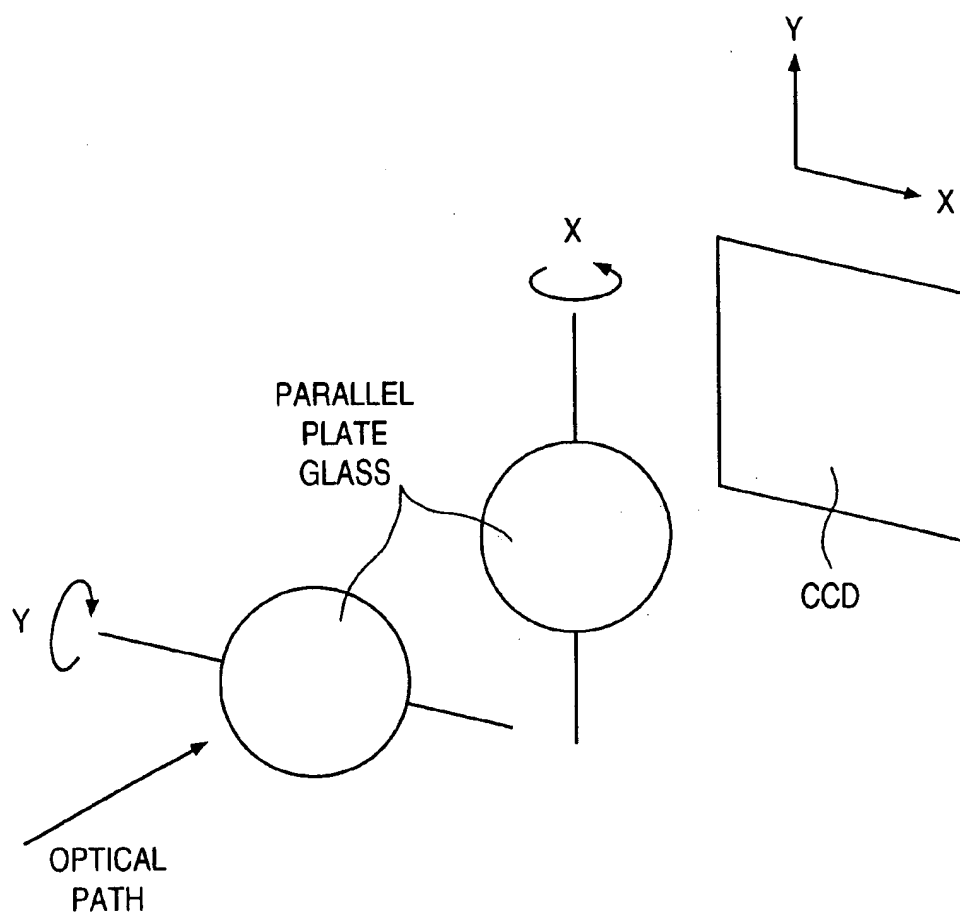 Y
X
X
PARALLEL
PLATE
GLASS
CCD
Y
OPTICAL
PATH